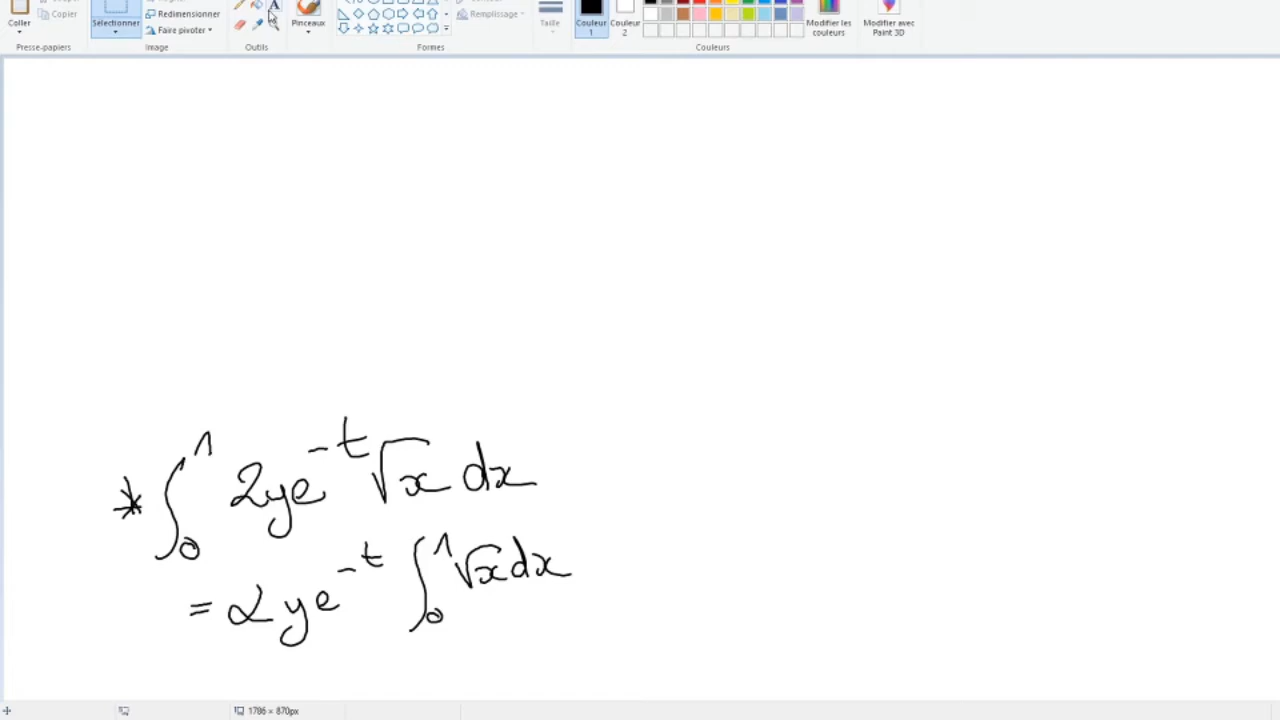 Coller
Copier
Sélectionner
Redimensionner
Faire pivoter
Pinceaux
Remplissage
Taille
Couleur 1
Couleur 2
Modifier les couleurs
Modifier avec Paint 3D
Presse-papiers
Image
Outils
Formes
Couleurs
* ∫₀¹ 2ye^{-t}√x dx
= 2ye^{-t} ∫₀¹ √x dx
1786 × 870px